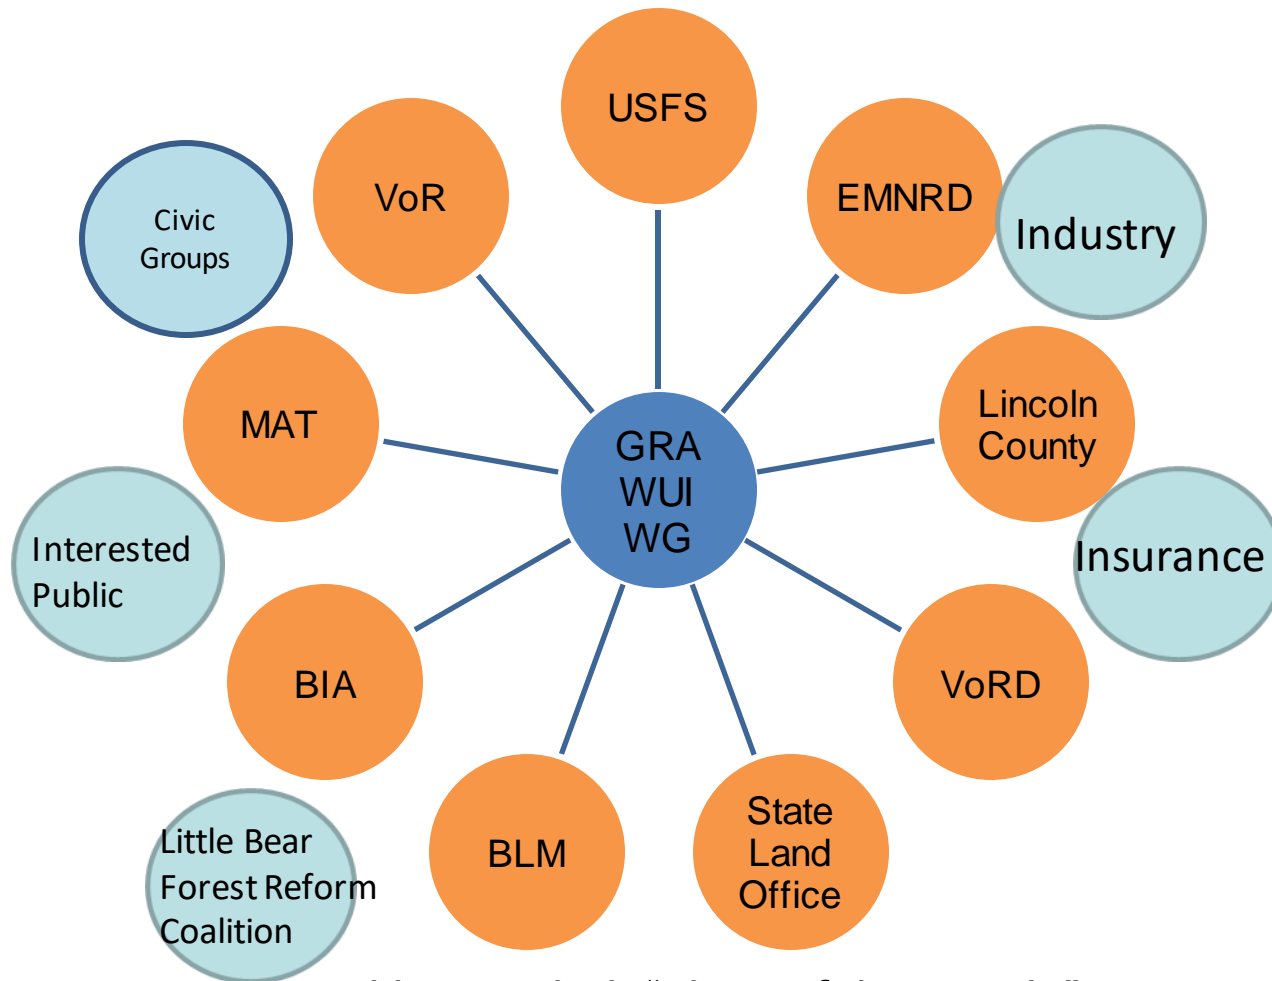 USFS
VoR
EMNRD
Civic
Groups
Industry
MAT
Lincoln
County
GRA
WUI
WG
Interested
Public
Insurance
BIA
VoRD
Little Bear
Forest Reform
Coalition
BLM
State
Land
Office